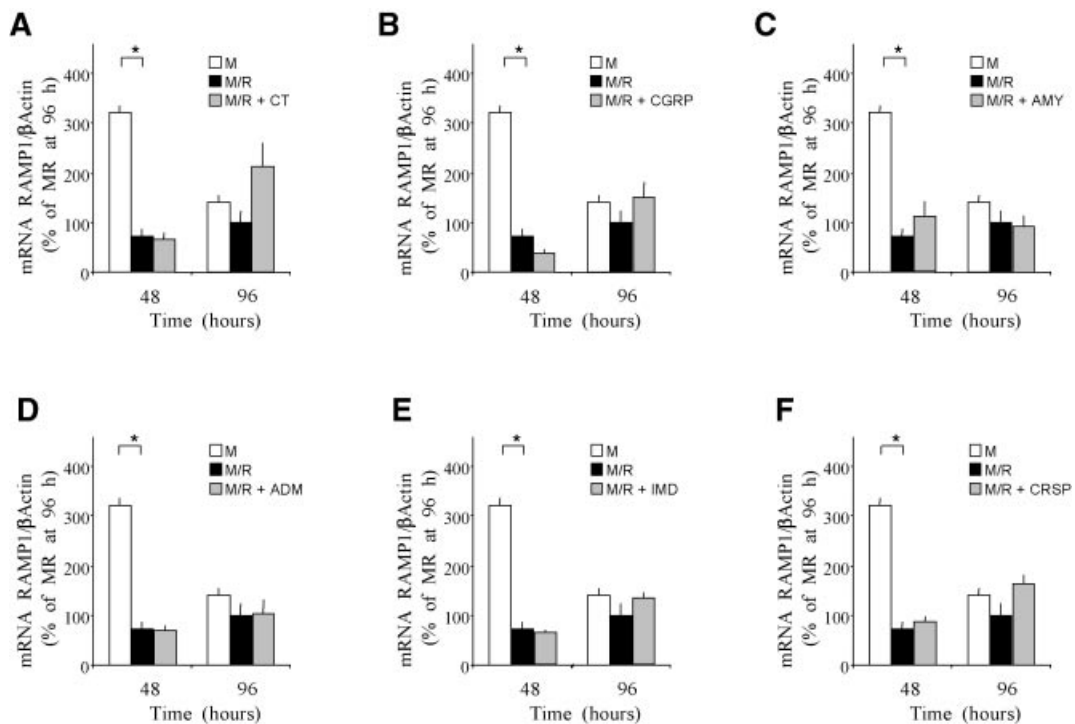 A
mRNA RAMP1/βActin
(% of MR at 96 h)
400
300
200
100
0
*
M
M/R
M/R + CT
48
96
Time (hours)
B
mRNA RAMP1/βActin
(% of MR at 96 h)
400
300
200
100
0
*
M
M/R
M/R + CGRP
48
96
Time (hours)
C
mRNA RAMP1/βActin
(% of MR at 96 h)
400
300
200
100
0
*
M
M/R
M/R + AMY
48
96
Time (hours)
D
mRNA RAMP1/βActin
(% of MR at 96 h)
400
300
200
100
0
*
M
M/R
M/R + ADM
48
96
Time (hours)
E
mRNA RAMP1/βActin
(% of MR at 96 h)
400
300
200
100
0
*
M
M/R
M/R + IMD
48
96
Time (hours)
F
mRNA RAMP1/βActin
(% of MR at 96 h)
400
300
200
100
0
*
M
M/R
M/R + CRSP
48
96
Time (hours)